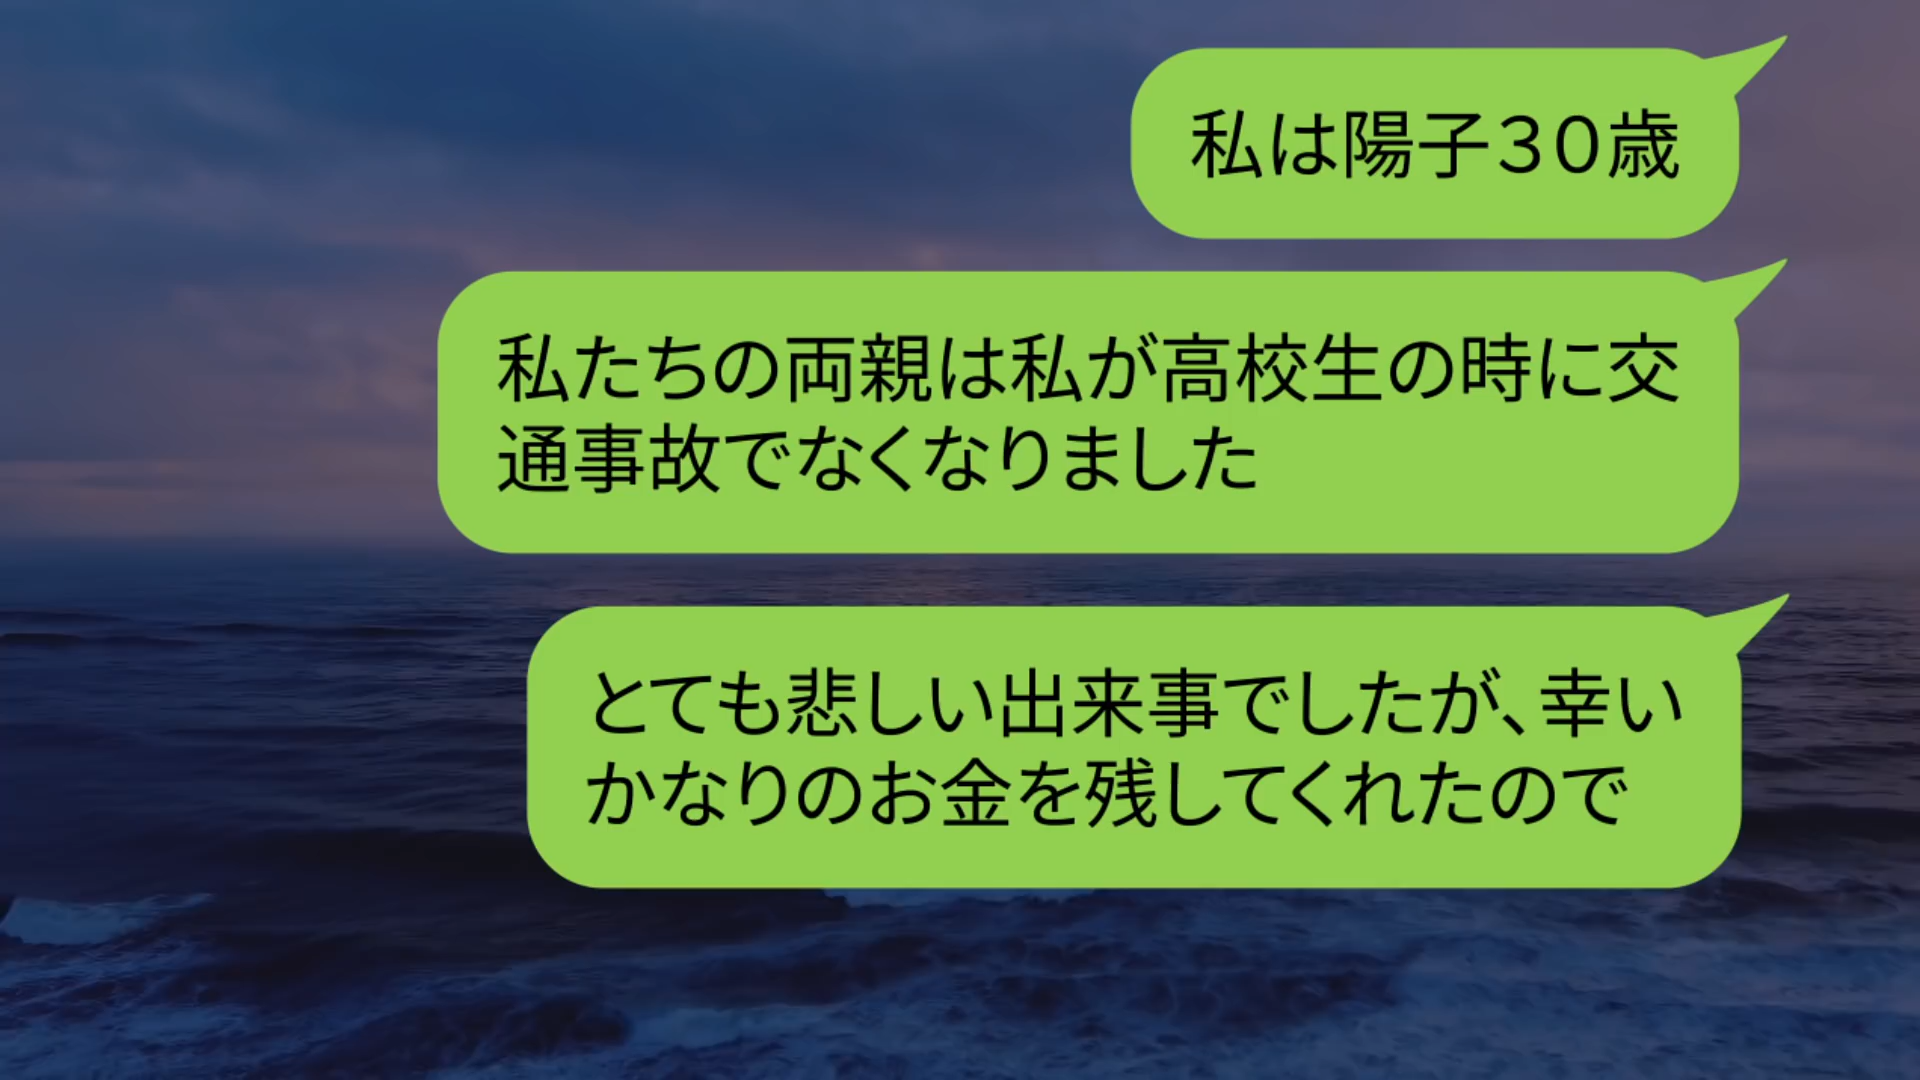 私は陽子３０歳
私たちの両親は私が高校生の時に交
通事故でなくなりました
とても悲しい出来事でしたが、幸い
かなりのお金を残してくれたので